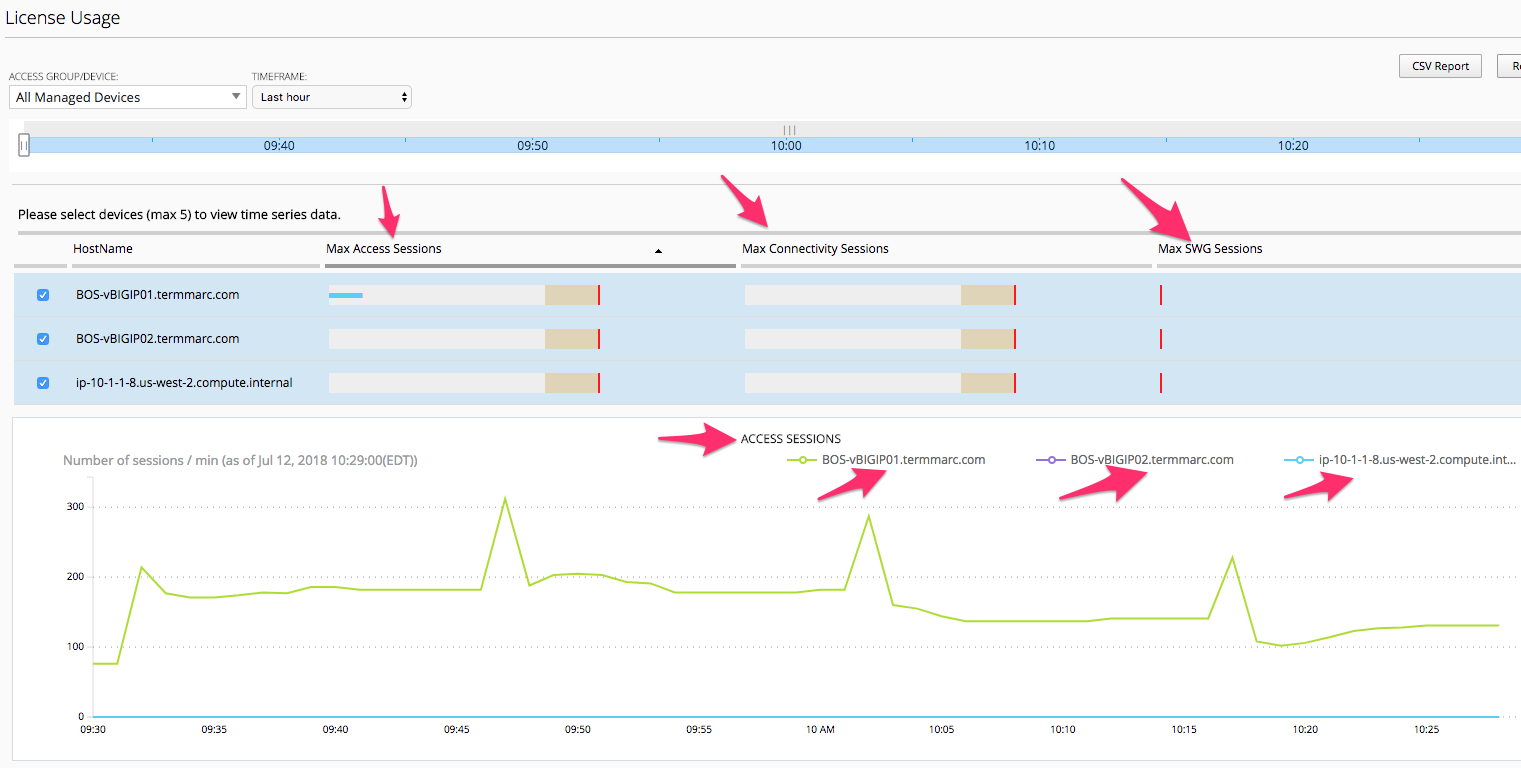 License Usage
CSV Report
ACCESS GROUP/DEVICE: TIMEFRAME:
All Managed Devices Last hour
09:40 09:50 10:00 10:10 10:20
Please select devices (max 5) to view time series data.
HostName Max Access Sessions Max Connectivity Sessions Max SWG Sessions
BOS-vBIGIP01.termmarc.com
BOS-vBIGIP02.termmarc.com
ip-10-1-1-8.us-west-2.compute.internal
ACCESS SESSIONS
Number of sessions / min (as of Jul 12, 2018 10:29:00(EDT)) BOS-vBIGIP01.termmarc.com BOS-vBIGIP02.termmarc.com ip-10-1-1-8.us-west-2.compute.int...
300
200
100
0
09:30 09:35 09:40 09:45 09:50 09:55 10 AM 10:05 10:10 10:15 10:20 10:25